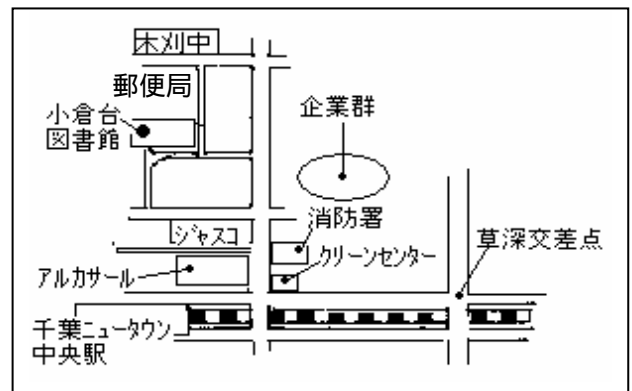 木刈中
郵便局
小倉台
図書館
企業群
ジャスコ
消防署
クリーンセンター
草深交差点
アルカサール
千葉ニュータウン
中央駅